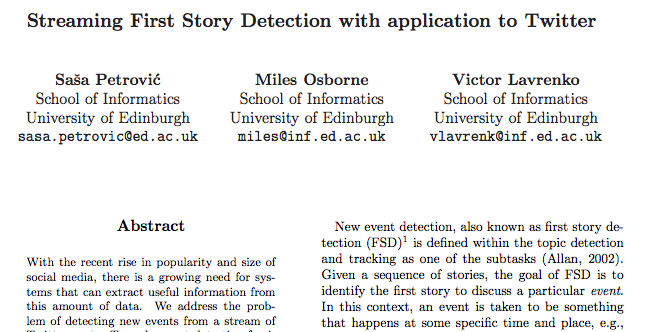 Streaming First Story Detection with application to Twitter
Saša Petrović
School of Informatics
University of Edinburgh
sasa.petrovic@ed.ac.uk
Miles Osborne
School of Informatics
University of Edinburgh
miles@inf.ed.ac.uk
Victor Lavrenko
School of Informatics
University of Edinburgh
vlavrenk@inf.ed.ac.uk
Abstract
With the recent rise in popularity and size of
social media, there is a growing need for sys-
tems that can extract useful information from
this amount of data. We address the prob-
lem of detecting new events from a stream of
New event detection, also known as first story de-
tection (FSD)1 is defined within the topic detection
and tracking as one of the subtasks (Allan, 2002).
Given a sequence of stories, the goal of FSD is to
identify the first story to discuss a particular event.
In this context, an event is taken to be something
that happens at some specific time and place, e.g.,